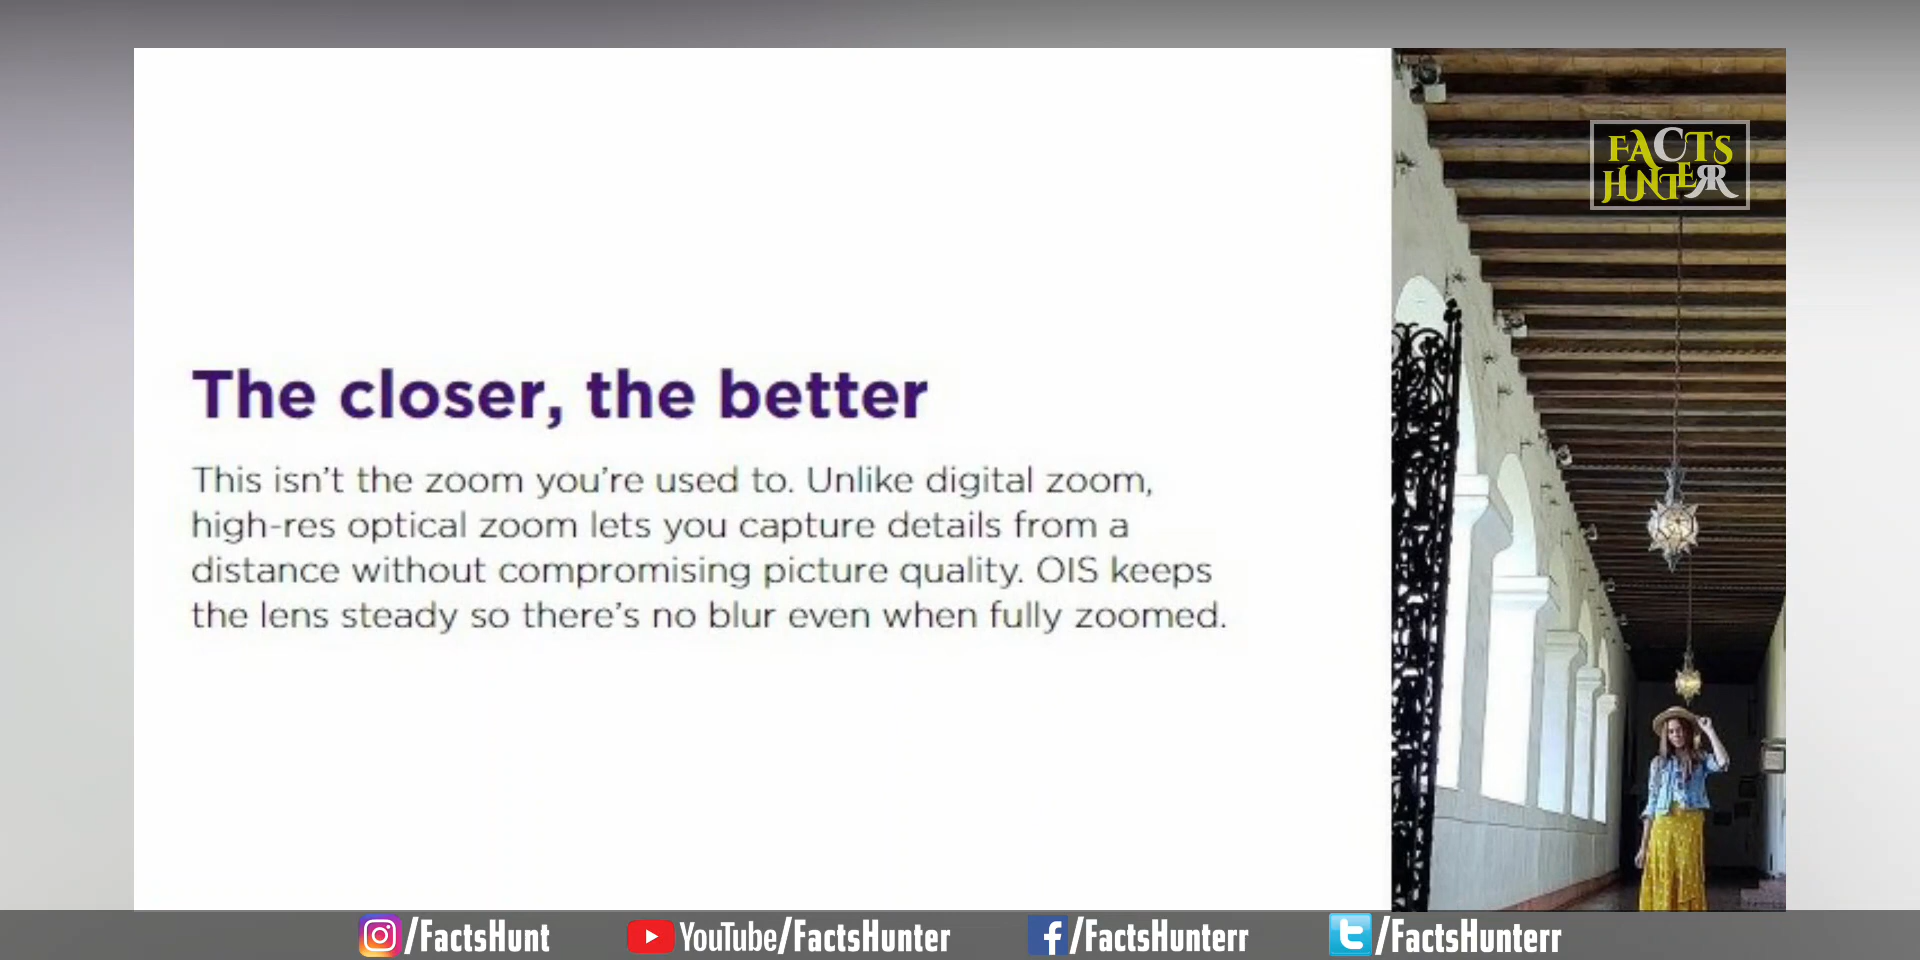 FACTS
HUNTERR
The closer, the better
This isn't the zoom you're used to. Unlike digital zoom,
high-res optical zoom lets you capture details from a
distance without compromising picture quality. OIS keeps
the lens steady so there's no blur even when fully zoomed.
/FactsHunt
YouTube/FactsHunter
/FactsHunterr
/FactsHunterr